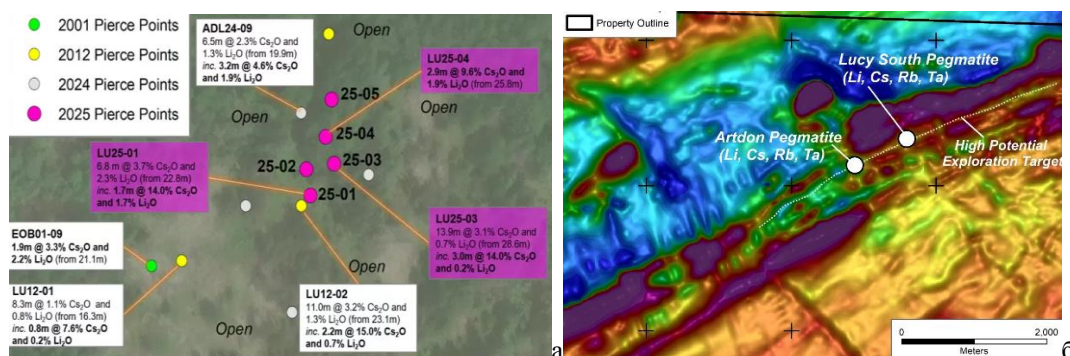 2001 Pierce Points
2012 Pierce Points
2024 Pierce Points
2025 Pierce Points
ADL24-09
6.5m @ 2.3% Cs₂O and
1.3% Li₂O (from 19.9m)
inc. 3.2m @ 4.6% Cs₂O
and 1.9% Li₂O
Open
LU25-04
2.9m @ 9.6% Cs₂O and
1.9% Li₂O (from 25.8m)
25-05
Open
Open
25-04
LU25-01
6.8 m @ 3.7% Cs₂O and
2.3% Li₂O (from 22.8m)
inc. 1.7m @ 14.0% Cs₂O
and 1.7% Li₂O
25-02
25-03
25-01
LU25-03
13.9m @ 3.1% Cs₂O and
0.7% Li₂O (from 28.6m)
inc. 3.0m @ 14.0% Cs₂O
and 0.2% Li₂O
EOB01-09
1.9m @ 3.3% Cs₂O and
2.2% Li₂O (from 21.1m)
Open
LU12-01
8.3m @ 1.1% Cs₂O and
0.8% Li₂O (from 16.3m)
inc. 0.8m @ 7.6% Cs₂O
and 0.2% Li₂O
LU12-02
11.0m @ 3.2% Cs₂O and
1.3% Li₂O (from 23.1m)
inc. 2.2m @ 15.0% Cs₂O
and 0.7% Li₂O
Open
а
Property Outline
Lucy South Pegmatite
(Li, Cs, Rb, Ta)
Artdon Pegmatite
(Li, Cs, Rb, Ta)
High Potential
Exploration Target
0 2,000
Meters
б